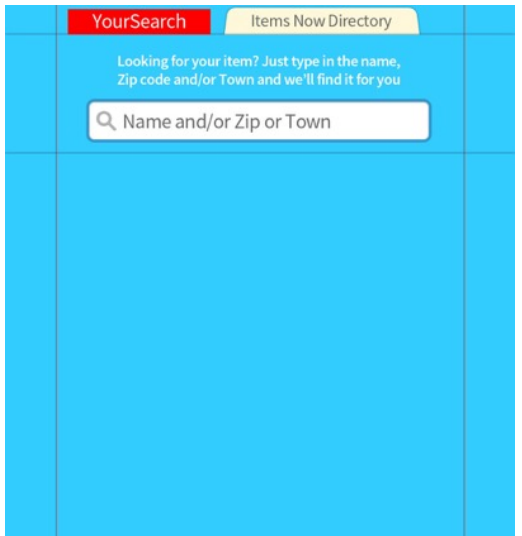 YourSearch
Items Now Directory
Looking for your item? Just type in the name,
Zip code and/or Town and we'll find it for you
Name and/or Zip or Town